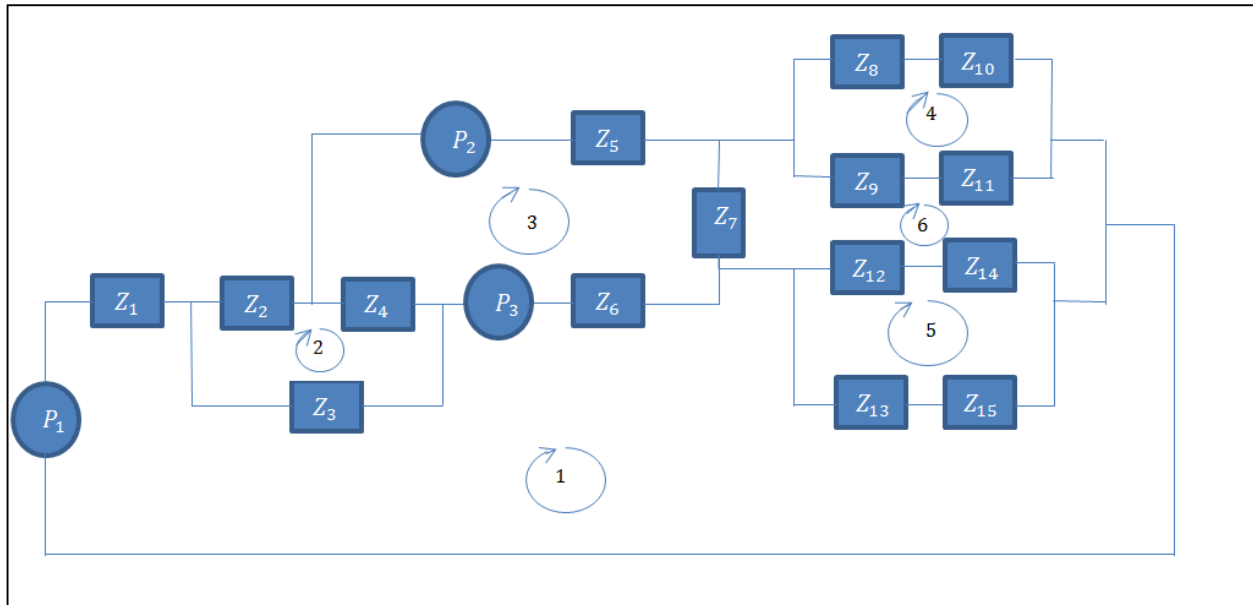 Z₈ Z₁₀
4
P₂ Z₅
Z₉ Z₁₁
3 Z₇ 6
Z₁₂ Z₁₄
Z₁ Z₂ Z₄ P₃ Z₆
2 5
Z₃ Z₁₃ Z₁₅
P₁
1